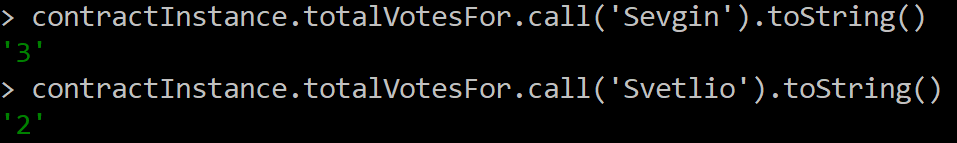 > contractInstance.totalVotesFor.call('Sevgin').toString()
'3'
> contractInstance.totalVotesFor.call('Svetlio').toString()
'2'